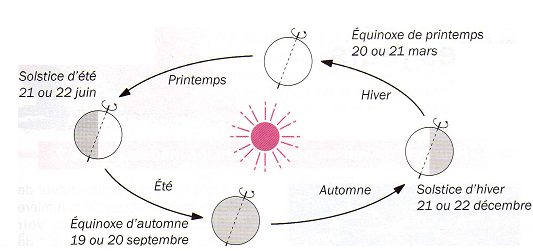 Équinoxe de printemps
20 ou 21 mars
Solstice d'été
21 ou 22 juin
Printemps
Hiver
Été
Automne
Solstice d'hiver
21 ou 22 décembre
Équinoxe d'automne
19 ou 20 septembre